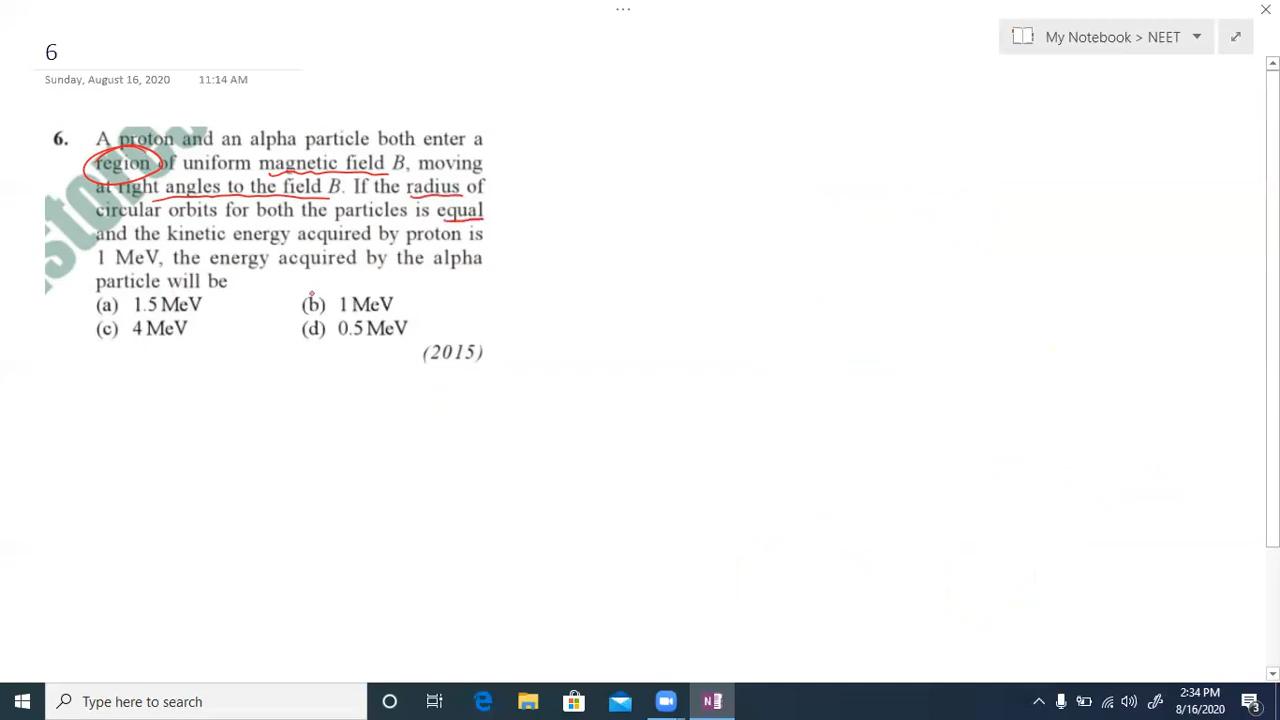 ...
6
My Notebook > NEET
Sunday, August 16, 2020 11:14 AM
6. A proton and an alpha particle both enter a
region of uniform magnetic field B, moving
at right angles to the field B. If the radius of
circular orbits for both the particles is equal
and the kinetic energy acquired by proton is
1 MeV, the energy acquired by the alpha
particle will be
(a) 1.5 MeV (b) 1 MeV
(c) 4 MeV (d) 0.5 MeV
(2015)
Type here to search
N
2:34 PM
8/16/2020
3